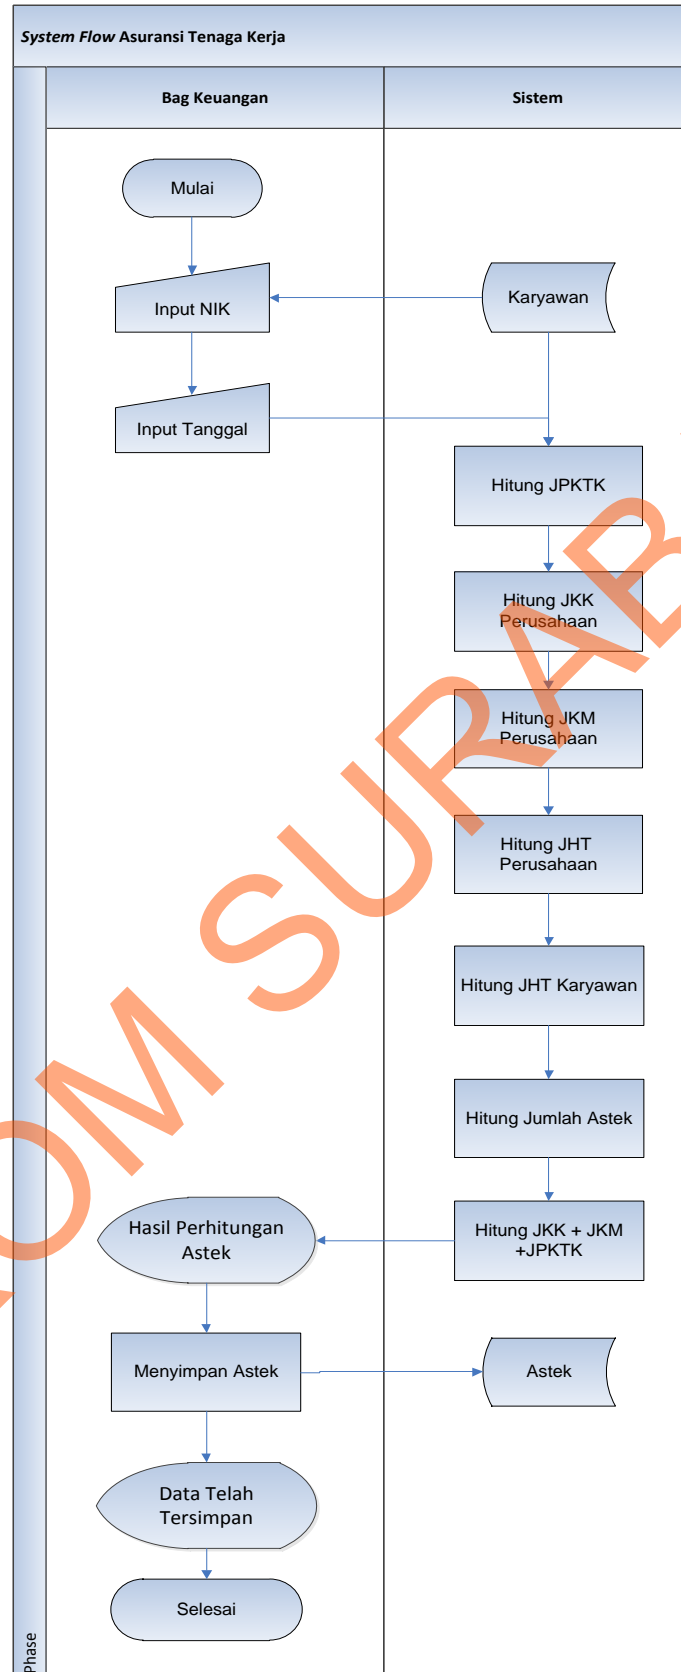 System Flow Asuransi Tenaga Kerja
Bag Keuangan
Sistem
Mulai
Input NIK
Karyawan
Input Tanggal
Hitung JPKTK
Hitung JKK
Perusahaan
Hitung JKM
Perusahaan
Hitung JHT
Perusahaan
Hitung JHT Karyawan
Hitung Jumlah Astek
Hasil Perhitungan
Astek
Hitung JKK + JKM
+JPKTK
Menyimpan Astek
Astek
Data Telah
Tersimpan
Selesai
Phase
OM SURAB